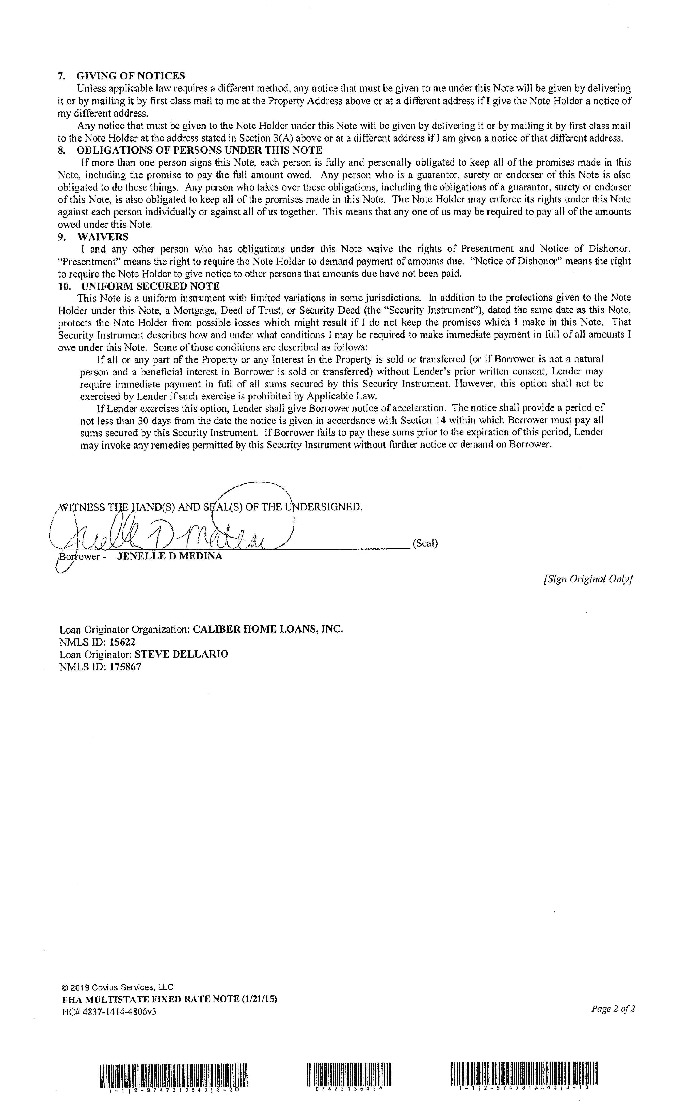 7. GIVING OF NOTICES
Unless applicable law requires a different method, any notice that must be given to me under this Note will be given by delivering
it or by mailing it by first class mail to me at the Property Address above or at a different address if I give the Note Holder a notice of
my different address.
Any notice that must be given to the Note Holder under this Note will be given by delivering it or by mailing it by first class mail
to the Note Holder at the address stated in Section 3(A) above or at a different address if I am given a notice of that different address.
8. OBLIGATIONS OF PERSONS UNDER THIS NOTE
If more than one person signs this Note, each person is fully and personally obligated to keep all of the promises made in this
Note, including the promise to pay the full amount owed. Any person who is a guarantor, surety or endorser of this Note is also
obligated to do these things. Any person who takes over these obligations, including the obligations of a guarantor, surety or endorser
of this Note, is also obligated to keep all of the promises made in this Note. The Note Holder may enforce its rights under this Note
against each person individually or against all of us together. This means that any one of us may be required to pay all of the amounts
owed under this Note.
9. WAIVERS
I and any other person who has obligations under this Note waive the rights of Presentment and Notice of Dishonor.
"Presentment" means the right to require the Note Holder to demand payment of amounts due. "Notice of Dishonor" means the right
to require the Note Holder to give notice to other persons that amounts due have not been paid.
10. UNIFORM SECURED NOTE
This Note is a uniform instrument with limited variations in some jurisdictions. In addition to the protections given to the Note
Holder under this Note, a Mortgage, Deed of Trust, or Security Deed (the "Security Instrument"), dated the same date as this Note,
protects the Note Holder from possible losses which might result if I do not keep the promises which I make in this Note. That
Security Instrument describes how and under what conditions I may be required to make immediate payment in full of all amounts I
owe under this Note. Some of those conditions are described as follows:
If all or any part of the Property or any Interest in the Property is sold or transferred (or if Borrower is not a natural
person and a beneficial interest in Borrower is sold or transferred) without Lender's prior written consent, Lender may
require immediate payment in full of all sums secured by this Security Instrument. However, this option shall not be
exercised by Lender if such exercise is prohibited by Applicable Law.
If Lender exercises this option, Lender shall give Borrower notice of acceleration. The notice shall provide a period of
not less than 30 days from the date the notice is given in accordance with Section 14 within which Borrower must pay all
sums secured by this Security Instrument. If Borrower fails to pay these sums prior to the expiration of this period, Lender
may invoke any remedies permitted by this Security Instrument without further notice or demand on Borrower.
WITNESS THE HAND(S) AND SEAL(S) OF THE UNDERSIGNED.
(Seal)
Borrower - JENELLE D MEDINA
[Sign Original Only]
Loan Originator Organization: CALIBER HOME LOANS, INC.
NMLS ID: 15622
Loan Originator: STEVE DELLARIO
NMLS ID: 175867
© 2019 Covius Services, LLC
FHA MULTISTATE FIXED RATE NOTE (1/21/15)
HC# 4837-1414-4806v3
Page 2 of 2